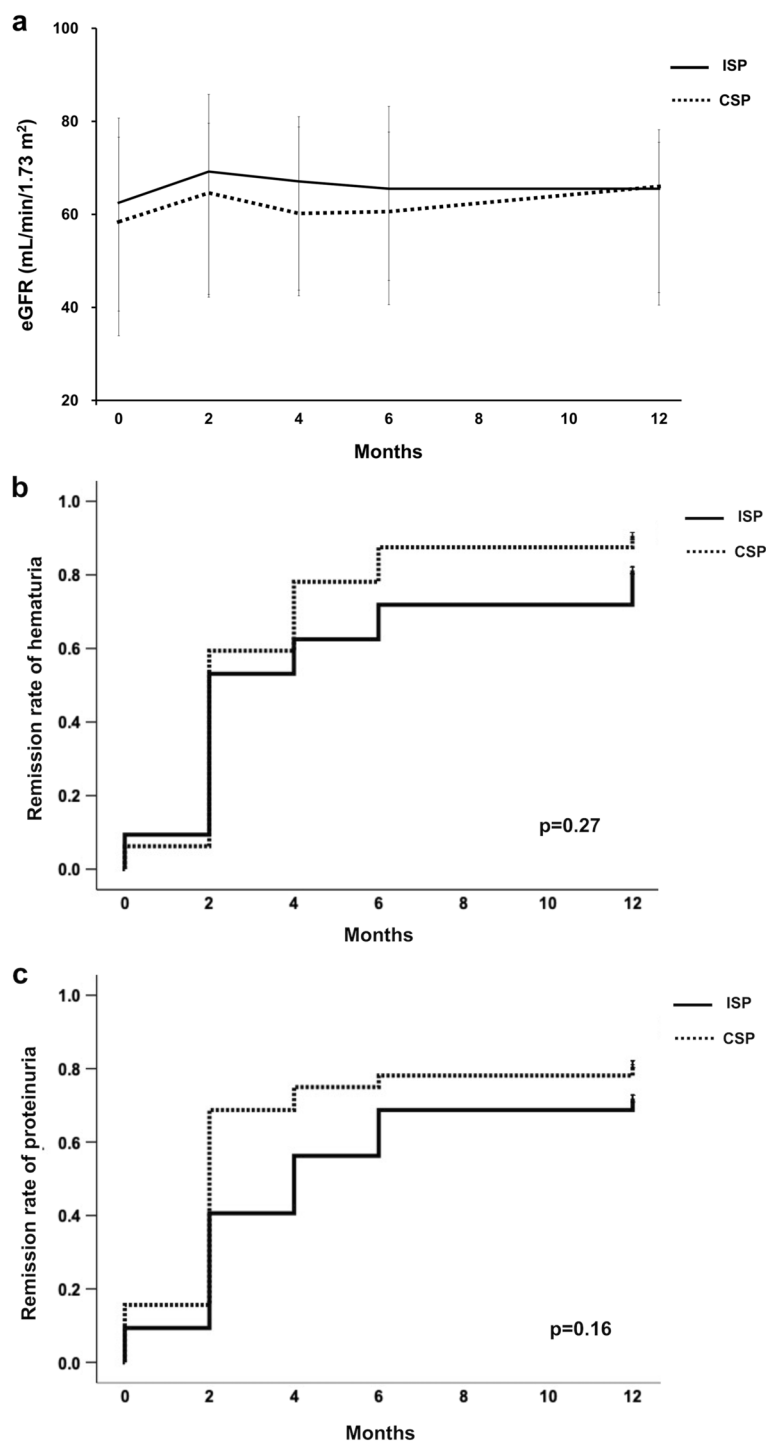 a
100
80
60
40
20
eGFR (mL/min/1.73 m²)
0 2 4 6 8 10 12
Months
ISP
CSP
b
1.0
0.8
0.6
0.4
0.2
0.0
Remission rate of hematuria
p=0.27
0 2 4 6 8 10 12
Months
ISP
CSP
c
1.0
0.8
0.6
0.4
0.2
0.0
Remission rate of proteinuria
p=0.16
0 2 4 6 8 10 12
Months
ISP
CSP